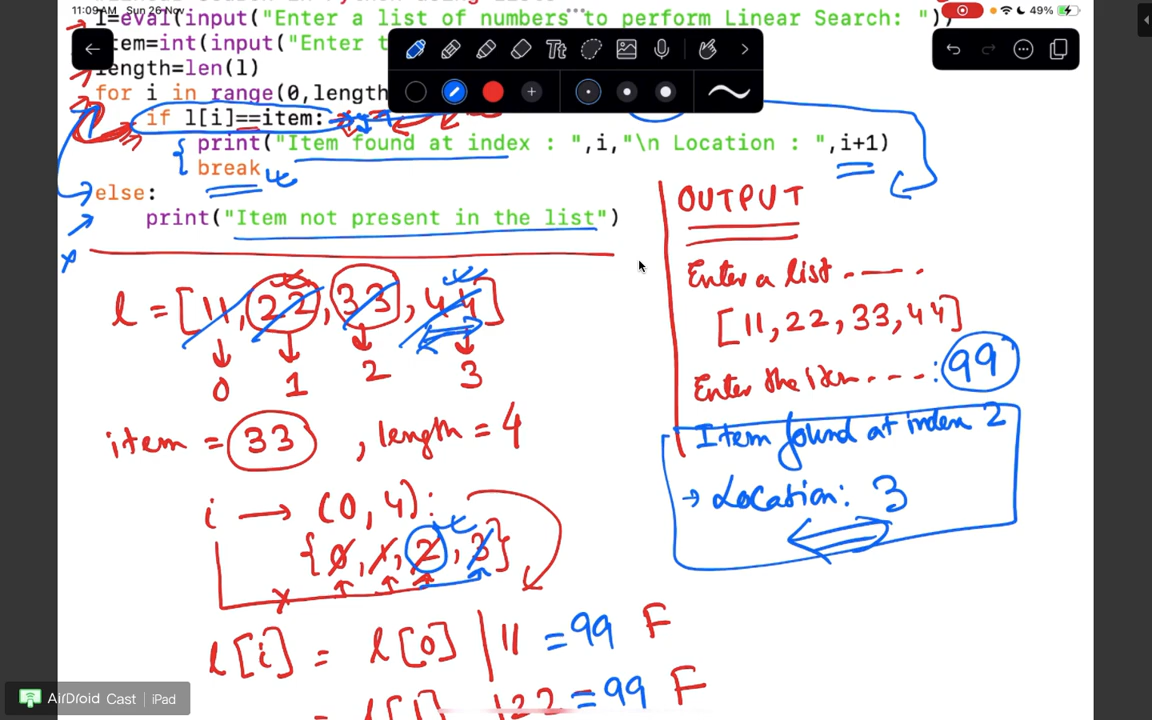 11:09 AM Sun 26 Nov
49%
l=eval(input("Enter a list of numbers to perform Linear Search: "))
item=int(input("Enter t
length=len(l)
for i in range(0,length
if l[i]==item:
print("Item found at index : ",i,"\n Location : ",i+1)
break
else:
print("Item not present in the list")
Tt
l = [11, 22, 33, 44]
0 1 2 3
item = 33 , length = 4
i → (0, 4):
{0, 1, 2, 3}
l[i] = l[0] | 11 = 99 F
= l[1] | 22 = 99 F
OUTPUT
Enter a list -----
[11, 22, 33, 44]
Enter the item ----: 99
Item found at index 2
→ Location: 3
AirDroid Cast | iPad